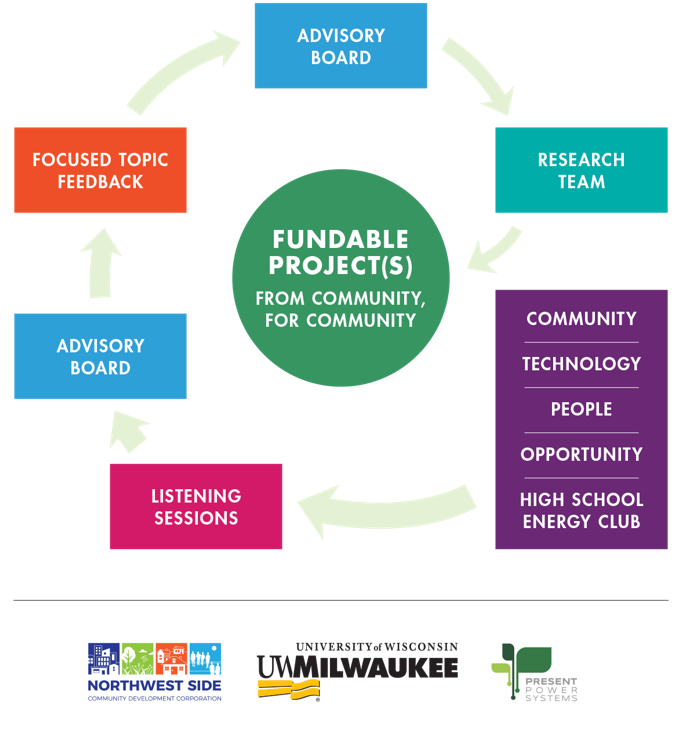 ADVISORY
BOARD
RESEARCH
TEAM
COMMUNITY
TECHNOLOGY
PEOPLE
OPPORTUNITY
HIGH SCHOOL
ENERGY CLUB
LISTENING
SESSIONS
ADVISORY
BOARD
FOCUSED TOPIC
FEEDBACK
FUNDABLE
PROJECT(S)
FROM COMMUNITY,
FOR COMMUNITY
NORTHWEST SIDE
COMMUNITY DEVELOPMENT CORPORATION
UNIVERSITY of WISCONSIN
UWMILWAUKEE
®
PRESENT
POWER
SYSTEMS